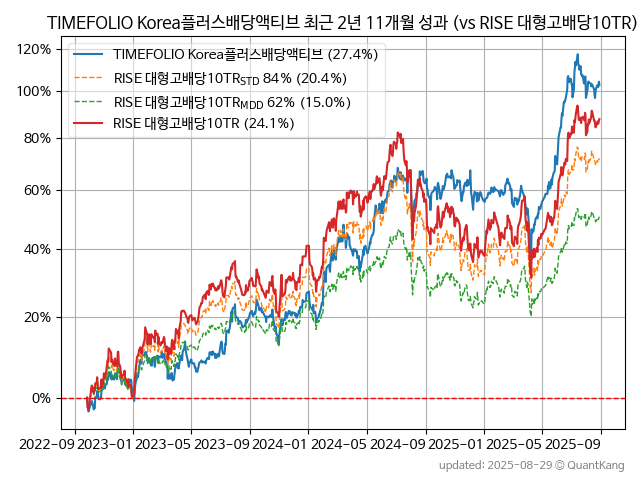 TIMEFOLIO Korea플러스배당액티브 최근 2년 11개월 성과 (vs RISE 대형고배당10TR)
120%
100%
80%
60%
40%
20%
0%
TIMEFOLIO Korea플러스배당액티브 (27.4%)
RISE 대형고배당10TR_STD 84% (20.4%)
RISE 대형고배당10TR_MDD 62% (15.0%)
RISE 대형고배당10TR (24.1%)
2022-09 2023-01 2023-05 2023-09 2024-01 2024-05 2024-09 2025-01 2025-05 2025-09
updated: 2025-08-29 © QuantKang